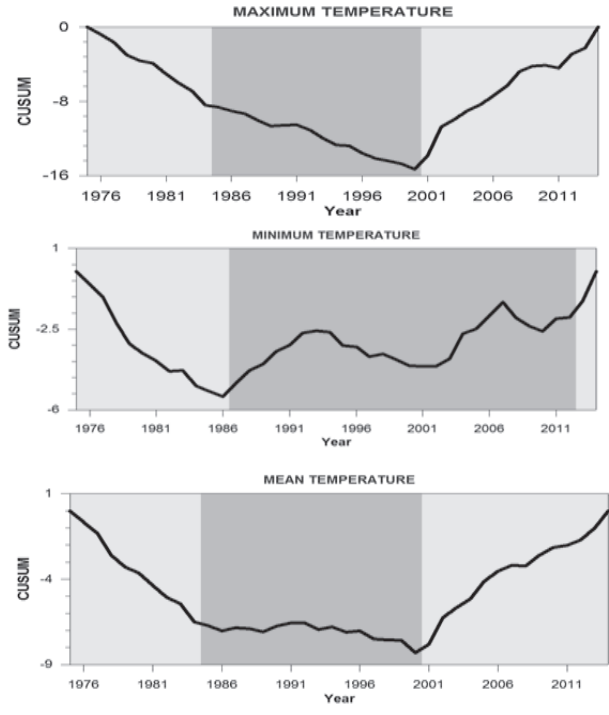 MAXIMUM TEMPERATURE
0
-8
-16
CUSUM
1976 1981 1986 1991 1996 2001 2006 2011
Year
MINIMUM TEMPERATURE
1
-2.5
-6
CUSUM
1976 1981 1986 1991 1996 2001 2006 2011
Year
MEAN TEMPERATURE
1
-4
-9
CUSUM
1976 1981 1986 1991 1996 2001 2006 2011
Year